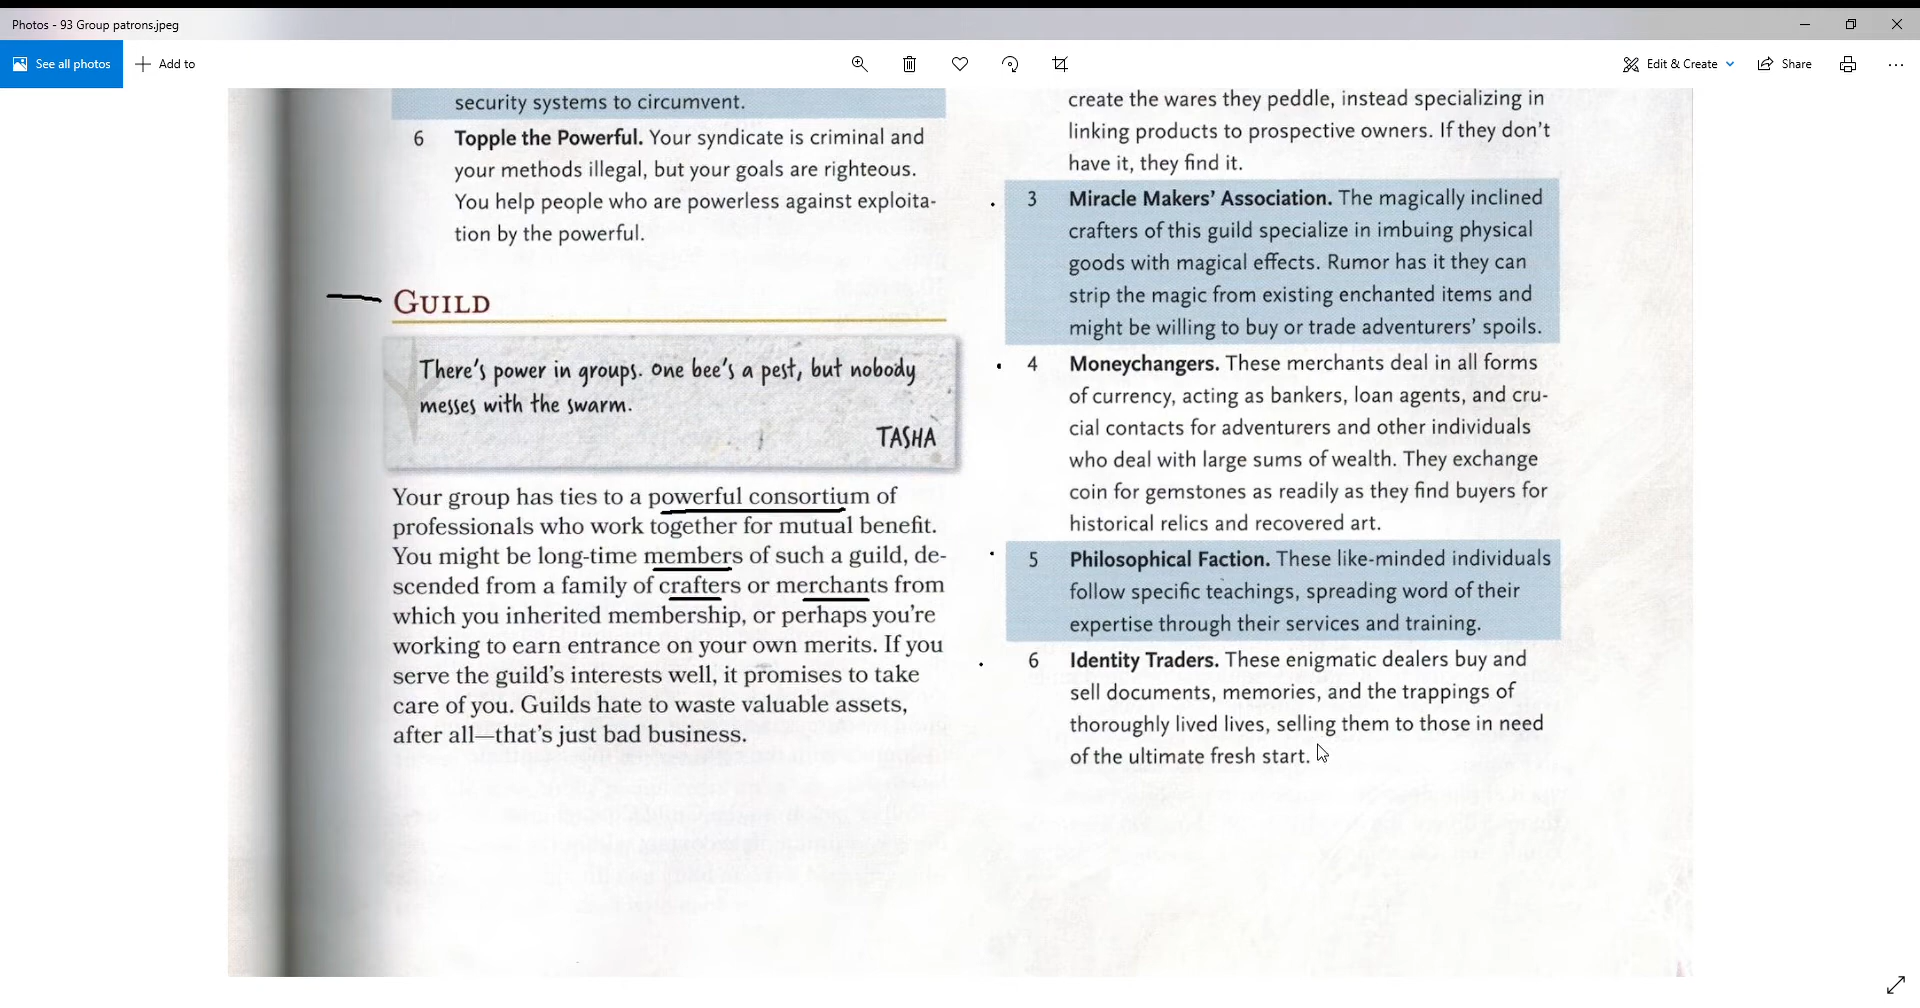 Photos - 93 Group patrons.jpeg
See all photos
Add to
Edit & Create
Share
security systems to circumvent.
6 Topple the Powerful. Your syndicate is criminal and
your methods illegal, but your goals are righteous.
You help people who are powerless against exploita-
tion by the powerful.
GUILD
There's power in groups. One bee's a pest, but nobody
messes with the swarm.
TASHA
Your group has ties to a powerful consortium of
professionals who work together for mutual benefit.
You might be long-time members of such a guild, de-
scended from a family of crafters or merchants from
which you inherited membership, or perhaps you're
working to earn entrance on your own merits. If you
serve the guild's interests well, it promises to take
care of you. Guilds hate to waste valuable assets,
after all—that's just bad business.
create the wares they peddle, instead specializing in
linking products to prospective owners. If they don't
have it, they find it.
3 Miracle Makers' Association. The magically inclined
crafters of this guild specialize in imbuing physical
goods with magical effects. Rumor has it they can
strip the magic from existing enchanted items and
might be willing to buy or trade adventurers' spoils.
4 Moneychangers. These merchants deal in all forms
of currency, acting as bankers, loan agents, and cru-
cial contacts for adventurers and other individuals
who deal with large sums of wealth. They exchange
coin for gemstones as readily as they find buyers for
historical relics and recovered art.
5 Philosophical Faction. These like-minded individuals
follow specific teachings, spreading word of their
expertise through their services and training.
6 Identity Traders. These enigmatic dealers buy and
sell documents, memories, and the trappings of
thoroughly lived lives, selling them to those in need
of the ultimate fresh start.